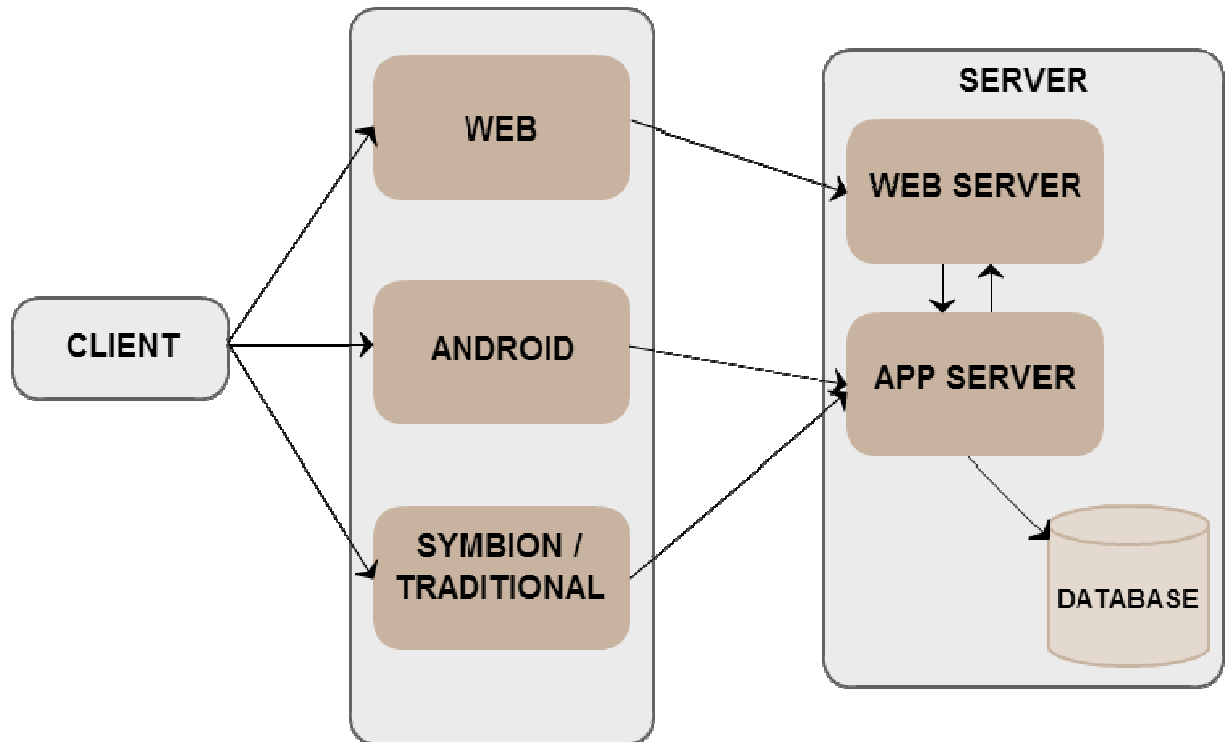 CLIENT
WEB
ANDROID
SYMBION /
TRADITIONAL
SERVER
WEB SERVER
APP SERVER
DATABASE